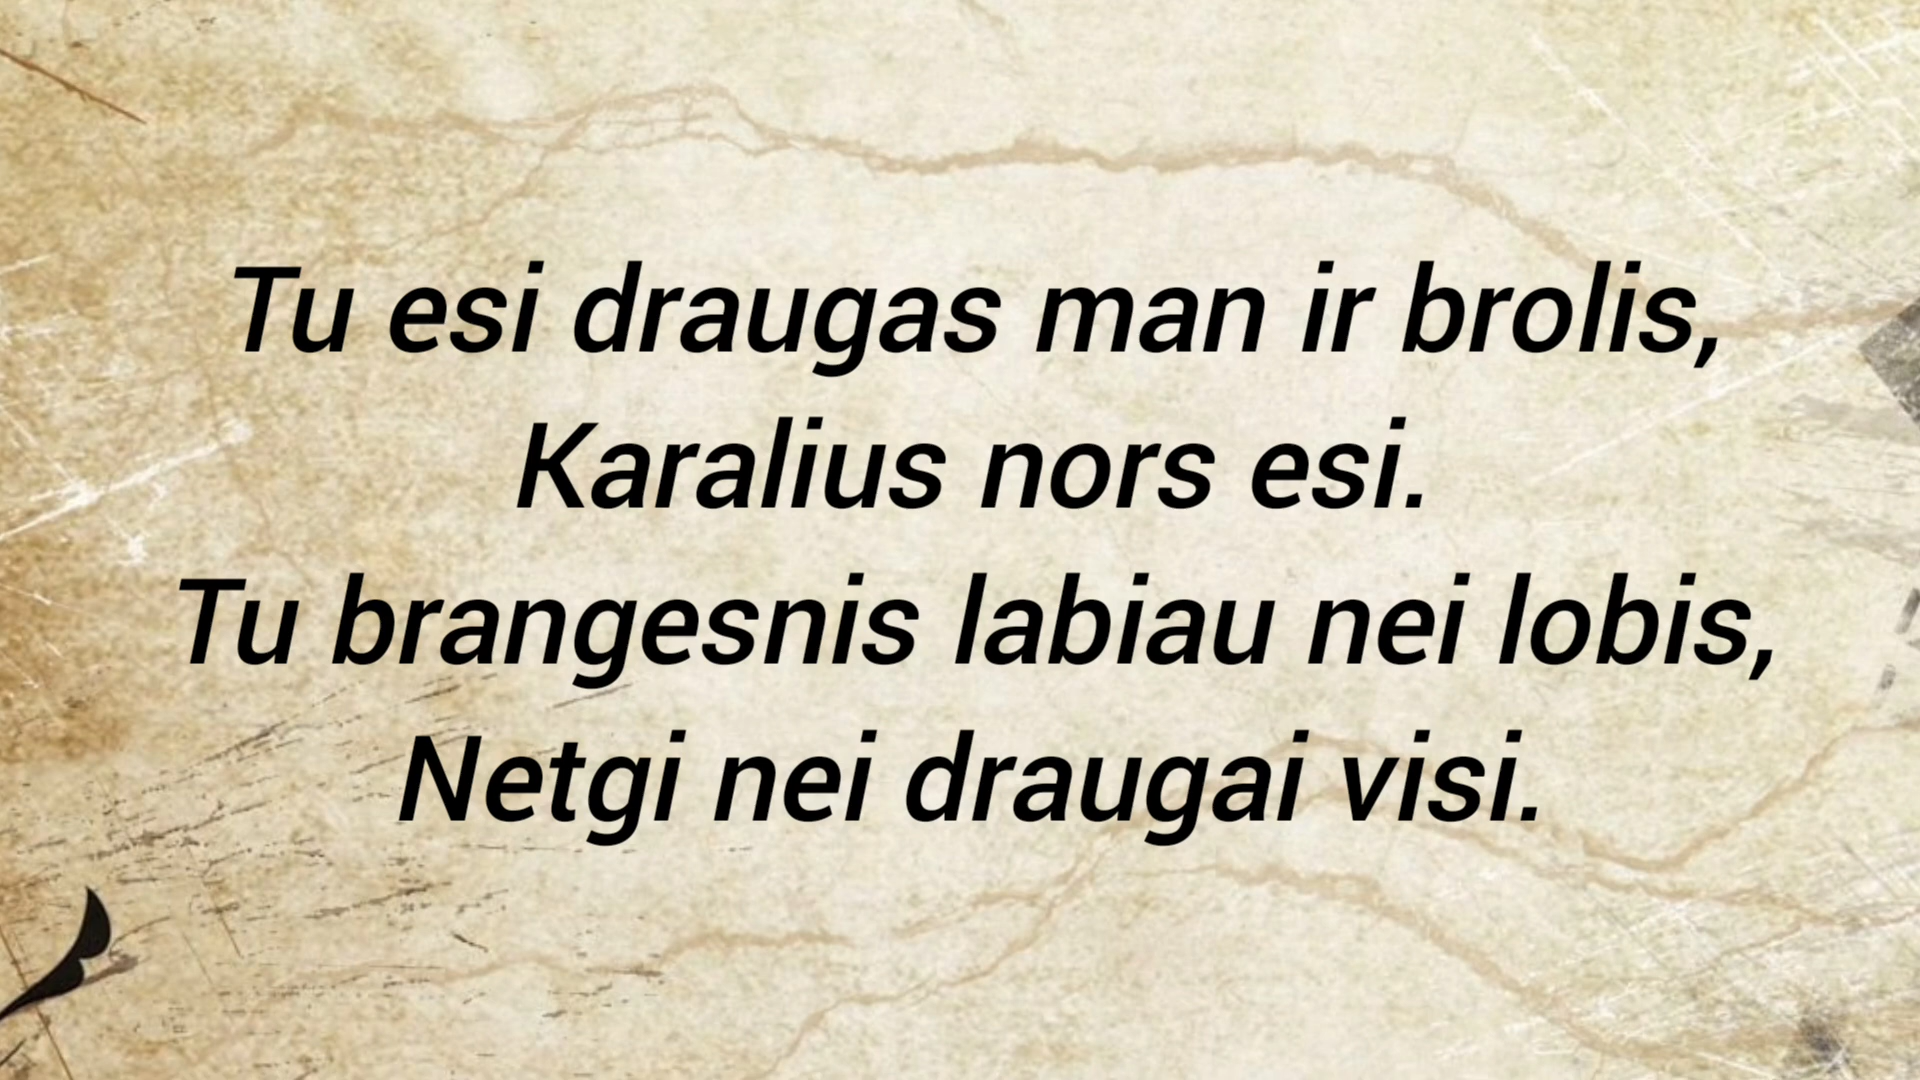 Tu esi draugas man ir brolis,
Karalius nors esi.
Tu brangesnis labiau nei lobis,
Netgi nei draugai visi.